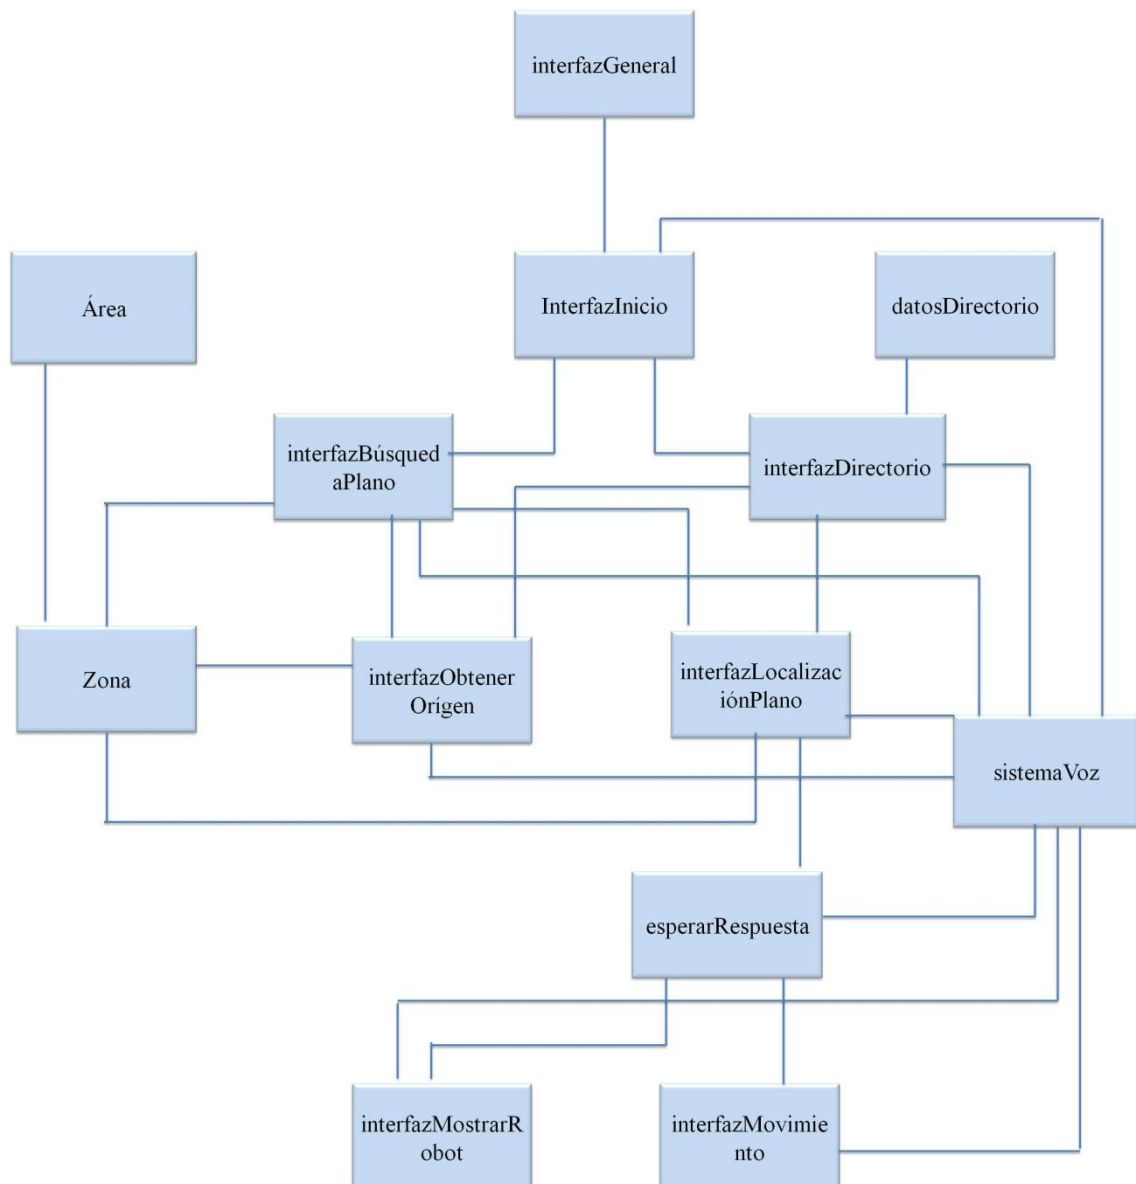 interfazGeneral
Área
InterfazInicio
datosDirectorio
interfazBúsqued
aPlano
interfazDirectorio
Zona
interfazObtener
Orígen
interfazLocalizac
iónPlano
sistemaVoz
esperarRespuesta
interfazMostrarR
obot
interfazMovimie
nto